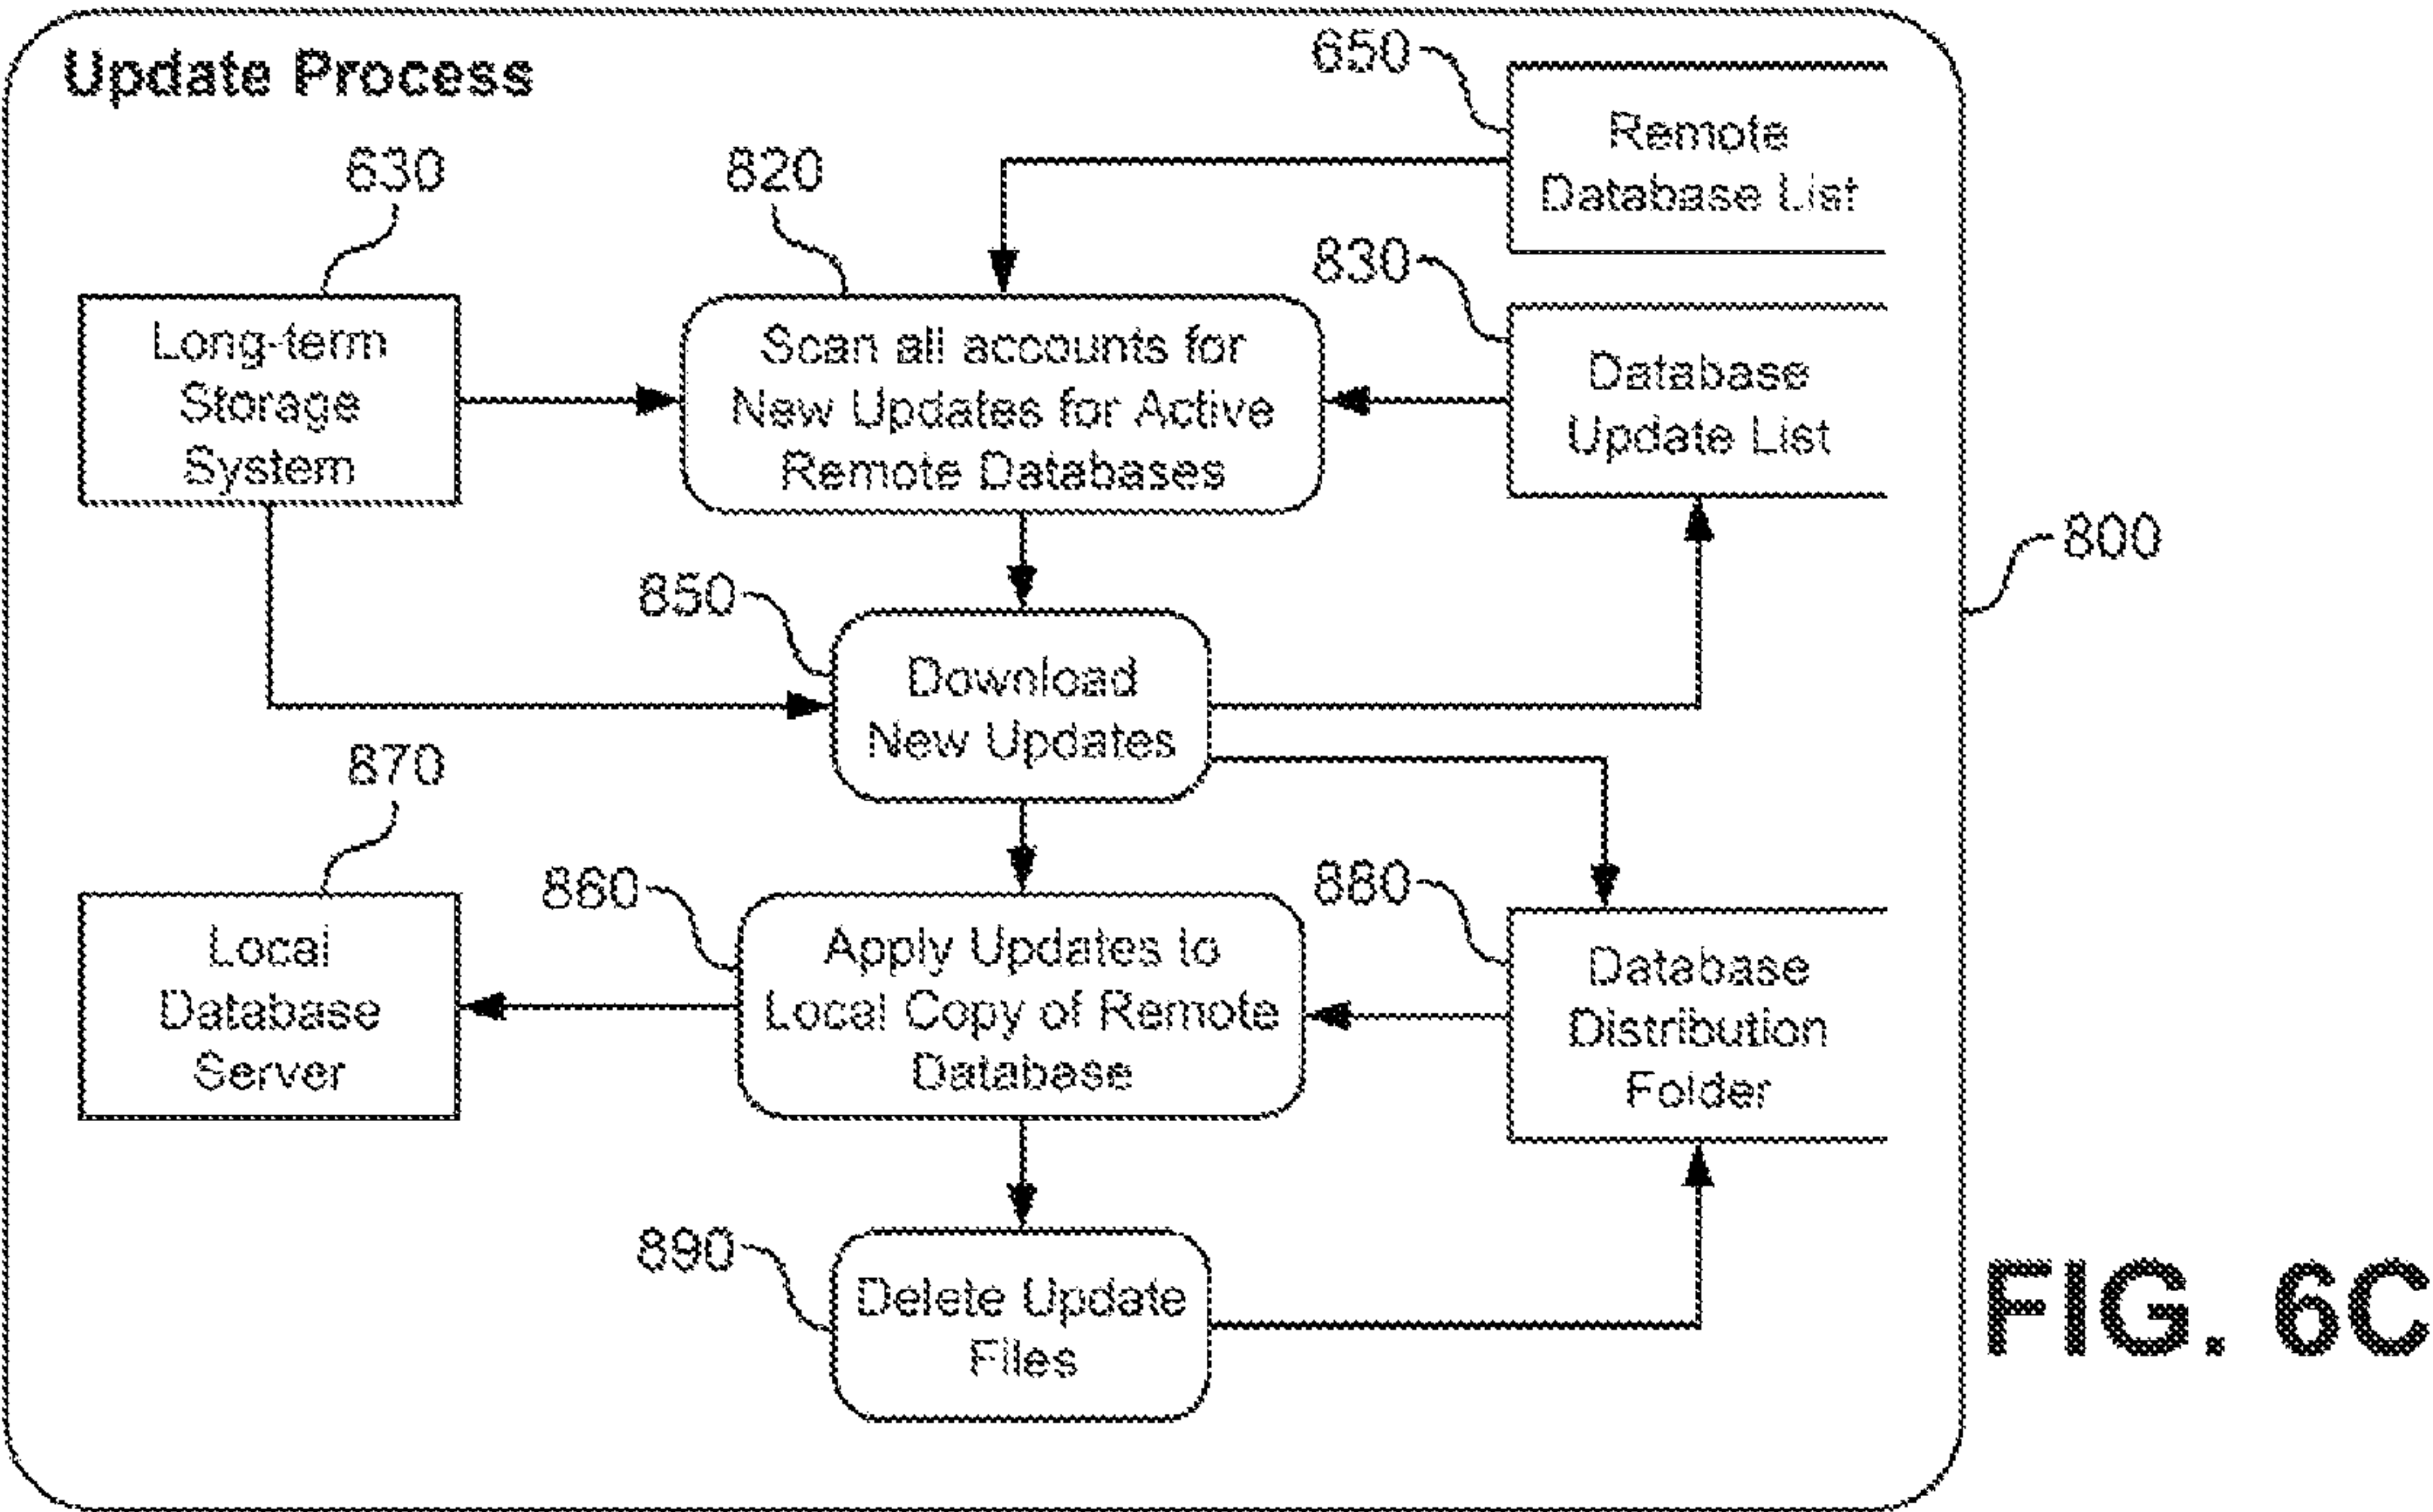 Update Process
650
Remote
Database List
630
820
830
Long-term
Storage
System
Scan all accounts for
New Updates for Active
Remote Databases
Database
Update List
800
850
Download
New Updates
870
860
880
Local
Database
Server
Apply Updates to
Local Copy of Remote
Database
Database
Distribution
Folder
890
Delete Update
Files
FIG. 6C